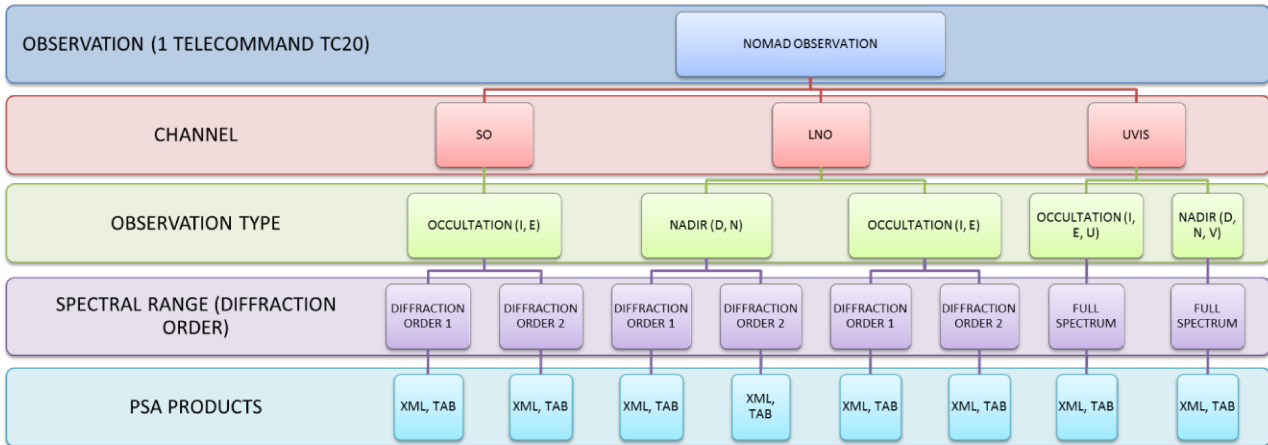 OBSERVATION (1 TELECOMMAND TC20)
NOMAD OBSERVATION
CHANNEL
SO
LNO
UVIS
OBSERVATION TYPE
OCCULTATION (I, E)
NADIR (D, N)
OCCULTATION (I, E)
OCCULTATION (I,
E, U)
NADIR (D,
N, V)
SPECTRAL RANGE (DIFFRACTION
ORDER)
DIFFRACTION
ORDER 1
DIFFRACTION
ORDER 2
DIFFRACTION
ORDER 1
DIFFRACTION
ORDER 2
DIFFRACTION
ORDER 1
DIFFRACTION
ORDER 2
FULL
SPECTRUM
FULL
SPECTRUM
PSA PRODUCTS
XML, TAB
XML, TAB
XML, TAB
XML,
TAB
XML, TAB
XML, TAB
XML, TAB
XML, TAB